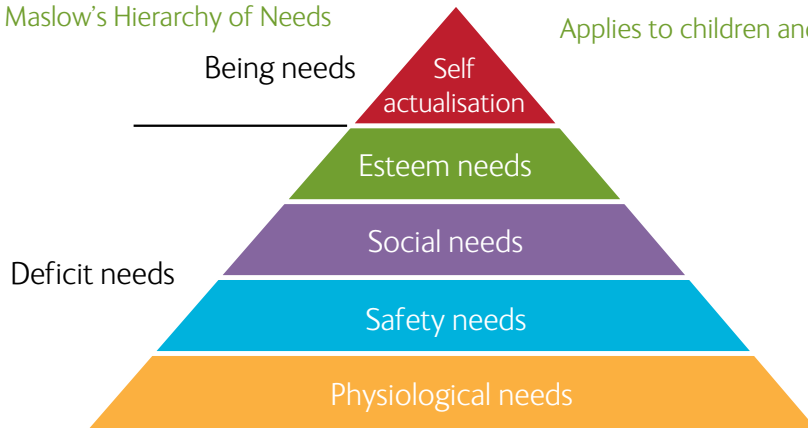 Maslow's Hierarchy of Needs
Applies to children and
Being needs
Self
actualisation
Esteem needs
Social needs
Deficit needs
Safety needs
Physiological needs